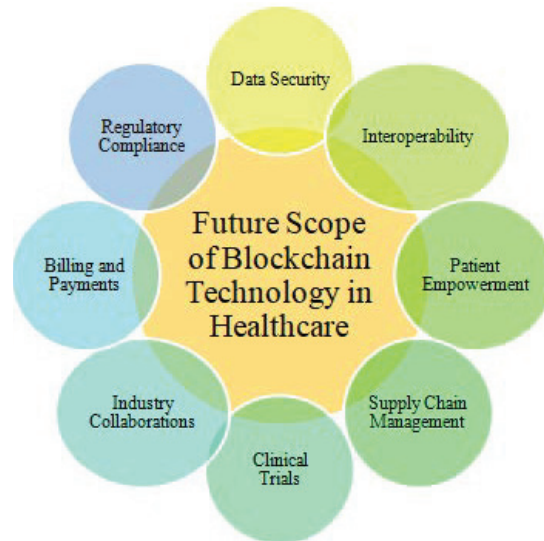 Data Security
Interoperability
Patient
Empowerment
Supply Chain
Management
Clinical
Trials
Industry
Collaborations
Billing and
Payments
Regulatory
Compliance
Future Scope
of Blockchain
Technology in
Healthcare